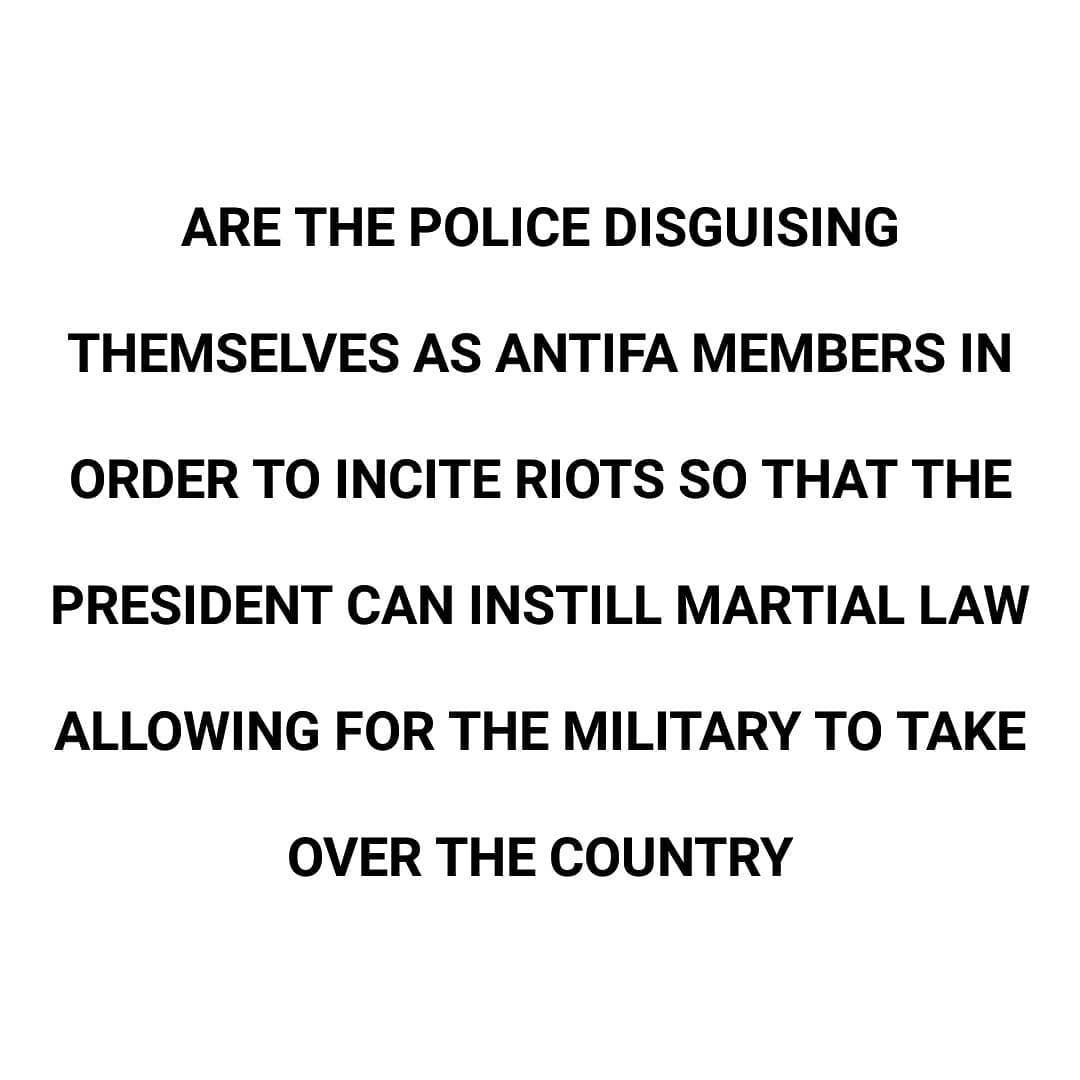 ARE THE POLICE DISGUISING
THEMSELVES AS ANTIFA MEMBERS IN
ORDER TO INCITE RIOTS SO THAT THE
PRESIDENT CAN INSTILL MARTIAL LAW
ALLOWING FOR THE MILITARY TO TAKE
OVER THE COUNTRY